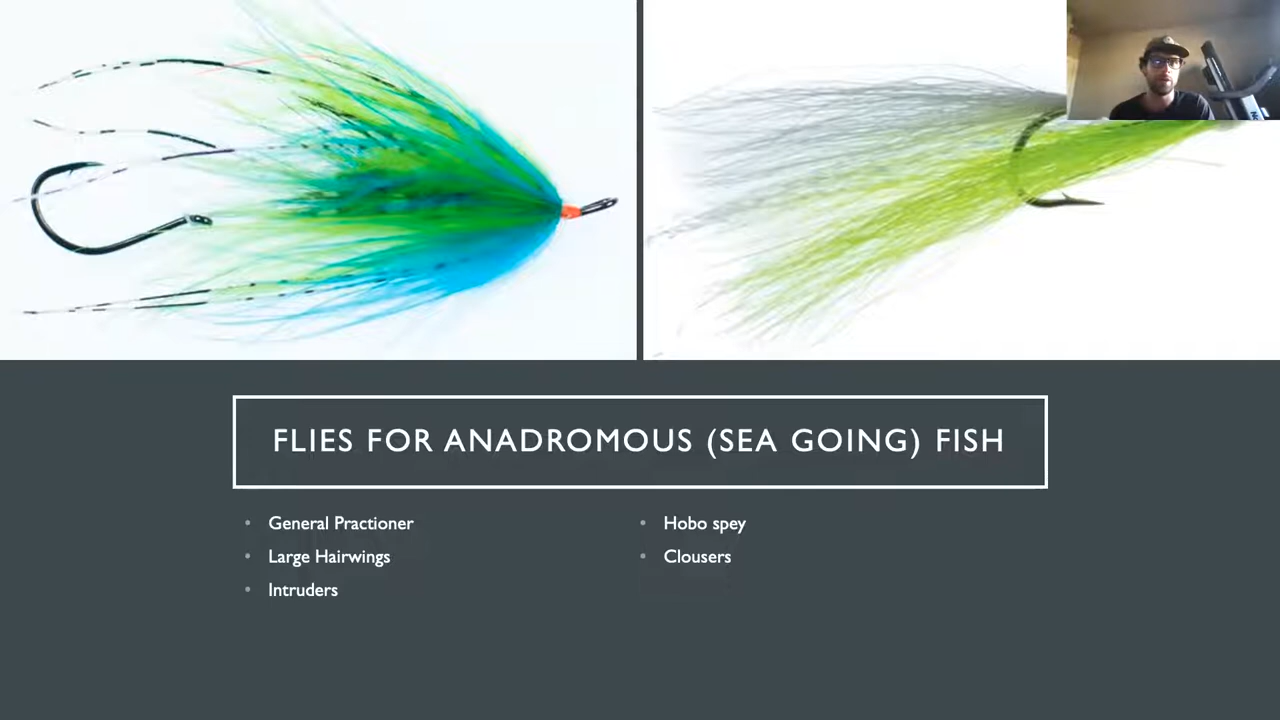 FLIES FOR ANADROMOUS (SEA GOING) FISH
• General Practioner
• Large Hairwings
• Intruders
• Hobo spey
• Clousers